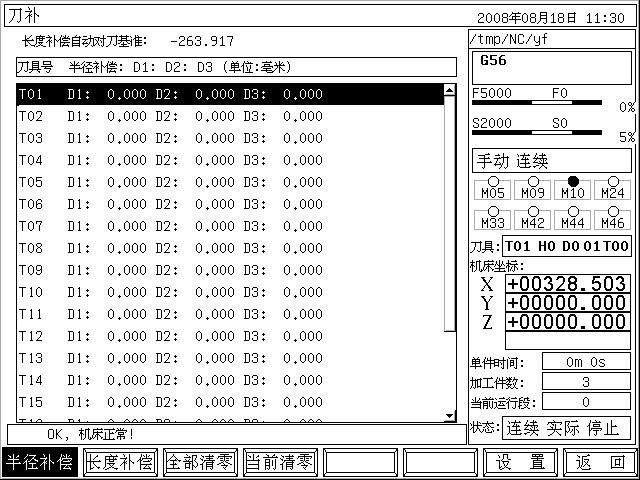 刀补
2008年08月18日 11:30
长度补偿自动对刀基准: -263.917
刀具号 半径补偿: D1: D2: D3 (单位:毫米)
T01 D1: 0.000 D2: 0.000 D3: 0.000
T02 D1: 0.000 D2: 0.000 D3: 0.000
T03 D1: 0.000 D2: 0.000 D3: 0.000
T04 D1: 0.000 D2: 0.000 D3: 0.000
T05 D1: 0.000 D2: 0.000 D3: 0.000
T06 D1: 0.000 D2: 0.000 D3: 0.000
T07 D1: 0.000 D2: 0.000 D3: 0.000
T08 D1: 0.000 D2: 0.000 D3: 0.000
T09 D1: 0.000 D2: 0.000 D3: 0.000
T10 D1: 0.000 D2: 0.000 D3: 0.000
T11 D1: 0.000 D2: 0.000 D3: 0.000
T12 D1: 0.000 D2: 0.000 D3: 0.000
T13 D1: 0.000 D2: 0.000 D3: 0.000
T14 D1: 0.000 D2: 0.000 D3: 0.000
T15 D1: 0.000 D2: 0.000 D3: 0.000
OK, 机床正常!
/tmp/NC/yf
G56
F5000 F0
0%
S2000 S0
5%
手动 连续
M05 M09 M10 M24
M33 M42 M44 M46
刀具: T01 H0 D0 01T00
机床坐标:
X +00328.503
Y +00000.000
Z +00000.000
单件时间: 0m 0s
加工件数: 3
当前运行段: 0
状态: 连续 实际 停止
半径补偿 长度补偿 全部清零 当前清零 设 置 返 回